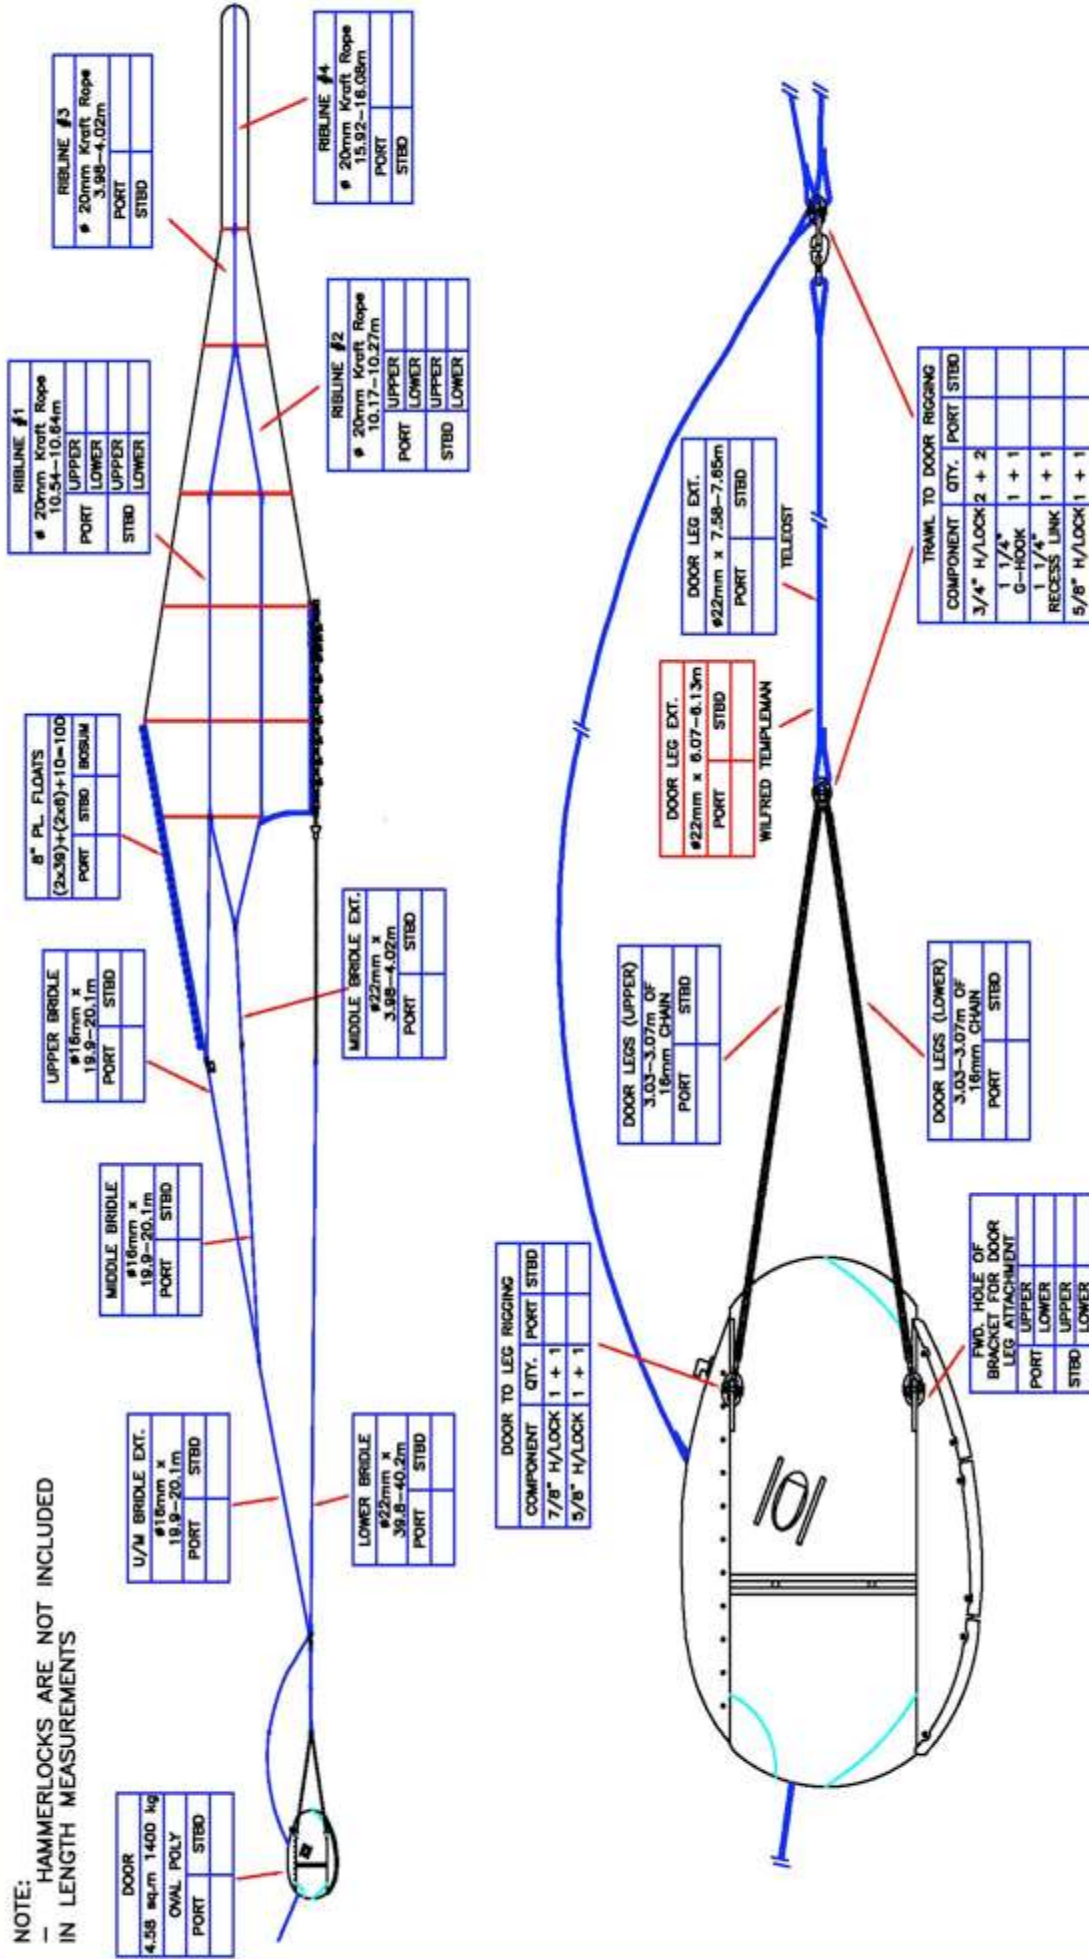 NOTE:
— HAMMERLOCKS ARE NOT INCLUDED
IN LENGTH MEASUREMENTS
DOOR
4.58 sq.m 1400 kg
OVAL POLY
PORT STBD
U/M BRIDLE EXT.
ø16mm x
19.9–20.1m
PORT STBD
LOWER BRIDLE
ø22mm x
39.8–40.2m
PORT STBD
MIDDLE BRIDLE
ø16mm x
19.9–20.1m
PORT STBD
UPPER BRIDLE
ø16mm x
19.9–20.1m
PORT STBD
MIDDLE BRIDLE EXT.
ø22mm x
3.98–4.02m
PORT STBD
8" PL. FLOATS
(2x39)+(2x6)+10=100
PORT STBD BOSUM
RIBLINE #1
ø 20mm Kraft Rope
10.54–10.64m
PORT UPPER
LOWER
STBD UPPER
LOWER
RIBLINE #2
ø 20mm Kraft Rope
10.17–10.27m
PORT UPPER
LOWER
STBD UPPER
LOWER
RIBLINE #3
ø 20mm Kraft Rope
3.98–4.02m
PORT
STBD
RIBLINE #4
ø 20mm Kraft Rope
15.92–16.08m
PORT
STBD
DOOR TO LEG RIGGING
COMPONENT QTY. PORT STBD
7/8" H/LOCK 1 + 1
5/8" H/LOCK 1 + 1
FWD. HOLE OF
BRACKET FOR DOOR
LEG ATTACHMENT
PORT UPPER
LOWER
STBD UPPER
LOWER
DOOR LEGS (UPPER)
3.03–3.07m OF
16mm CHAIN
PORT STBD
DOOR LEGS (LOWER)
3.03–3.07m OF
16mm CHAIN
PORT STBD
DOOR LEG EXT.
ø22mm x 6.07–6.13m
PORT STBD
WILFRED TEMPLEMAN
DOOR LEG EXT.
ø22mm x 7.58–7.65m
PORT STBD
TELEOST
TRAWL TO DOOR RIGGING
COMPONENT QTY. PORT STBD
3/4" H/LOCK 2 + 2
1 1/4"
G–HOOK 1 + 1
1 1/4"
RECESS LINK 1 + 1
5/8" H/LOCK 1 + 1